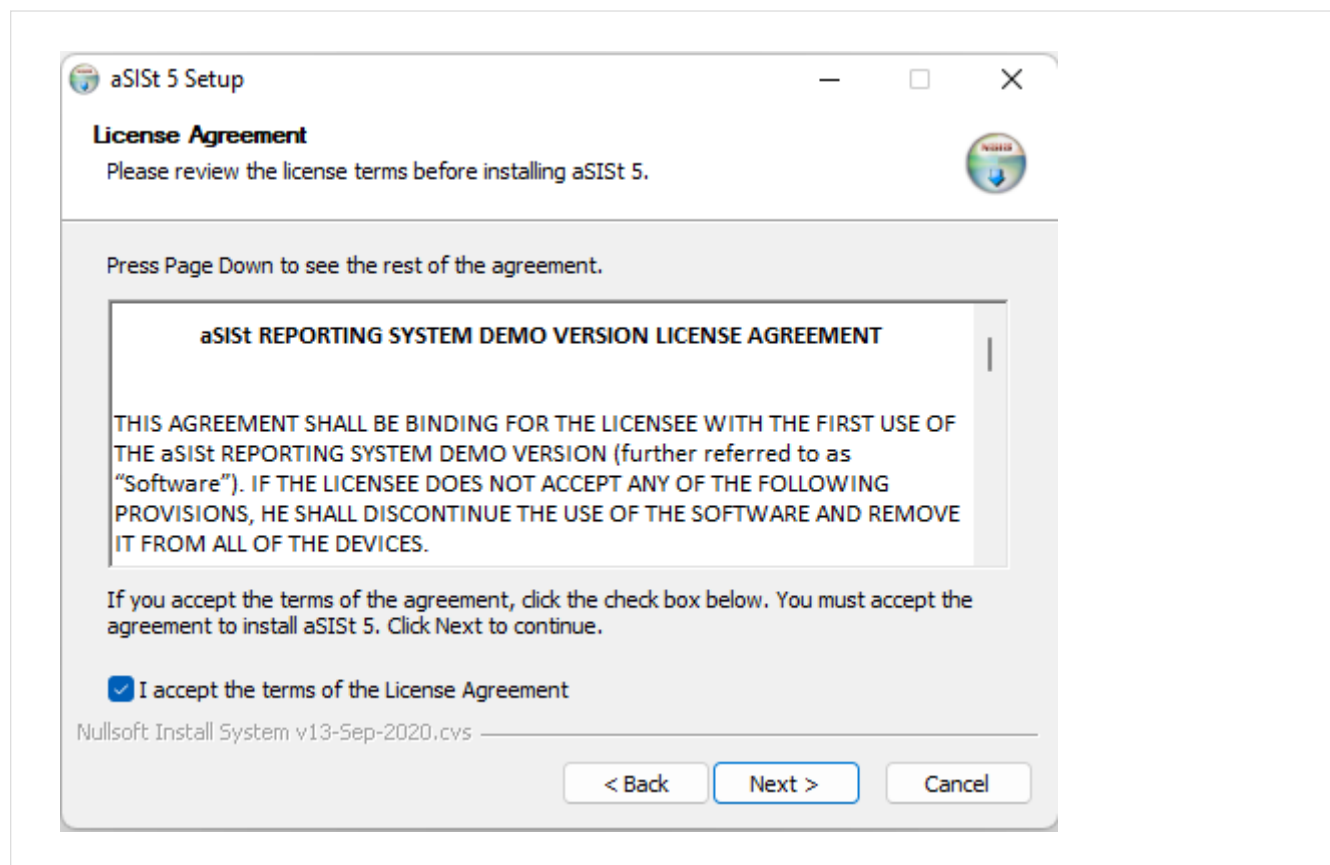 aSISt 5 Setup
License Agreement
Please review the license terms before installing aSISt 5.
Press Page Down to see the rest of the agreement.
aSISt REPORTING SYSTEM DEMO VERSION LICENSE AGREEMENT
THIS AGREEMENT SHALL BE BINDING FOR THE LICENSEE WITH THE FIRST USE OF
THE aSISt REPORTING SYSTEM DEMO VERSION (further referred to as
“Software”). IF THE LICENSEE DOES NOT ACCEPT ANY OF THE FOLLOWING
PROVISIONS, HE SHALL DISCONTINUE THE USE OF THE SOFTWARE AND REMOVE
IT FROM ALL OF THE DEVICES.
If you accept the terms of the agreement, click the check box below. You must accept the
agreement to install aSISt 5. Click Next to continue.
I accept the terms of the License Agreement
Nullsoft Install System v13-Sep-2020.cvs
< Back Next > Cancel